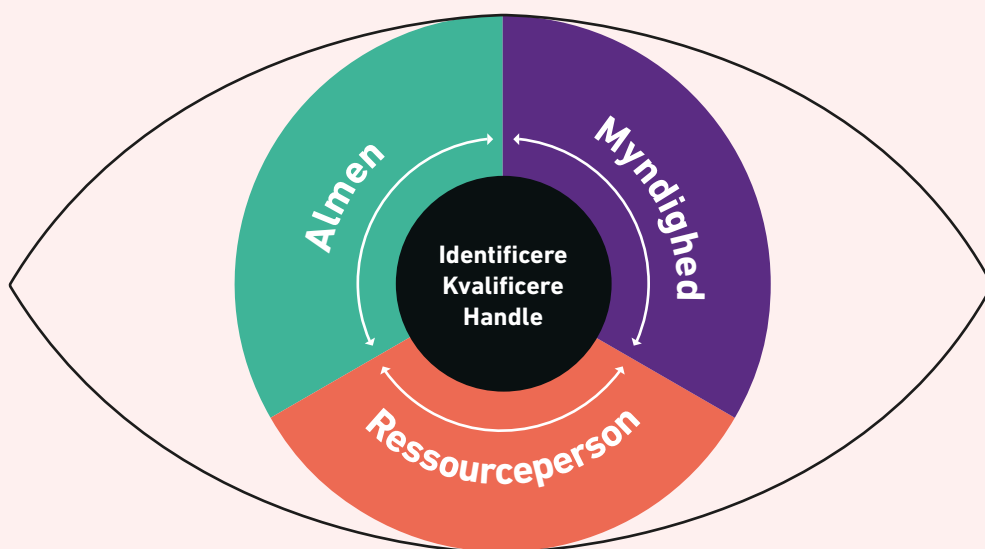 Almen
Myndighed
Identificere
Kvalificere
Handle
Ressourceperson